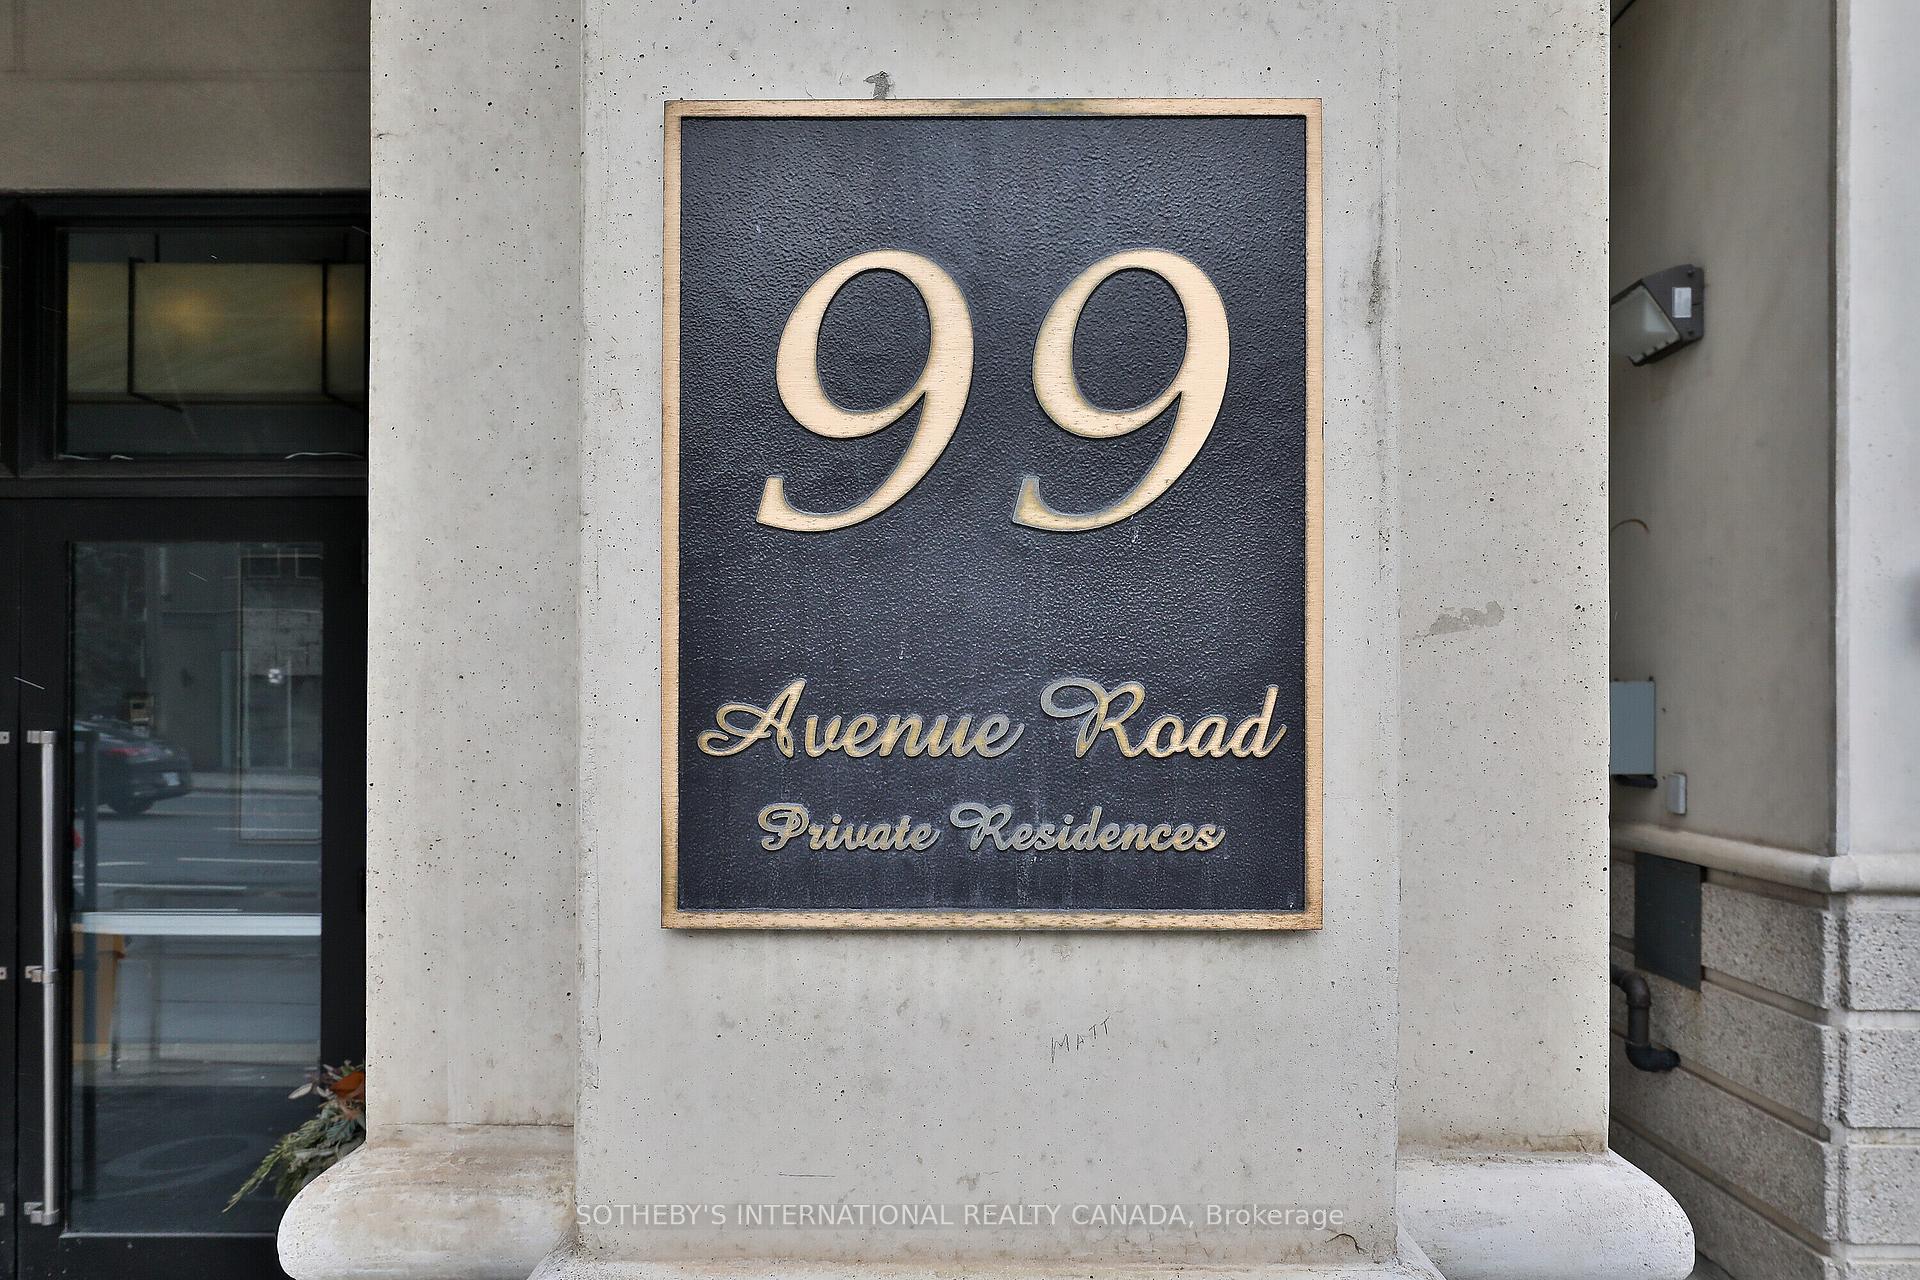 99
Avenue Road
Private Residences
MATT
SOTHEBY'S INTERNATIONAL REALTY CANADA, Brokerage